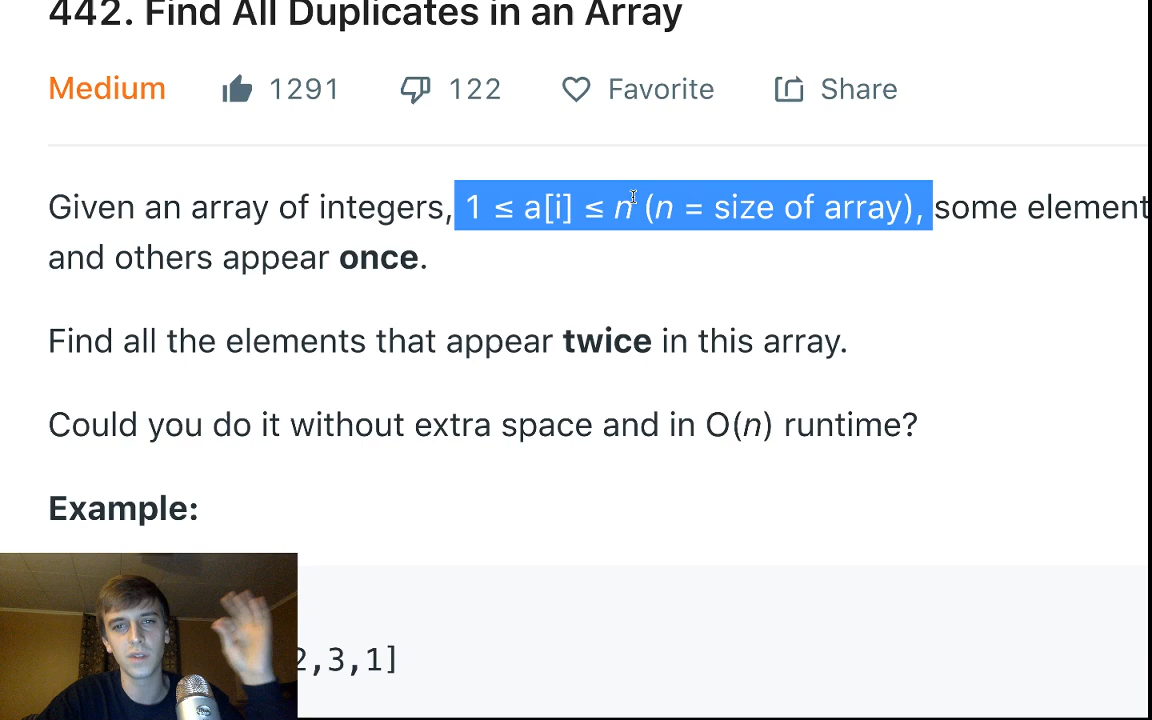 442. Find All Duplicates in an Array
Medium 1291 122 Favorite Share
Given an array of integers, 1 ≤ a[i] ≤ n (n = size of array), some element
and others appear once.
Find all the elements that appear twice in this array.
Could you do it without extra space and in O(n) runtime?
Example:
2,3,1]